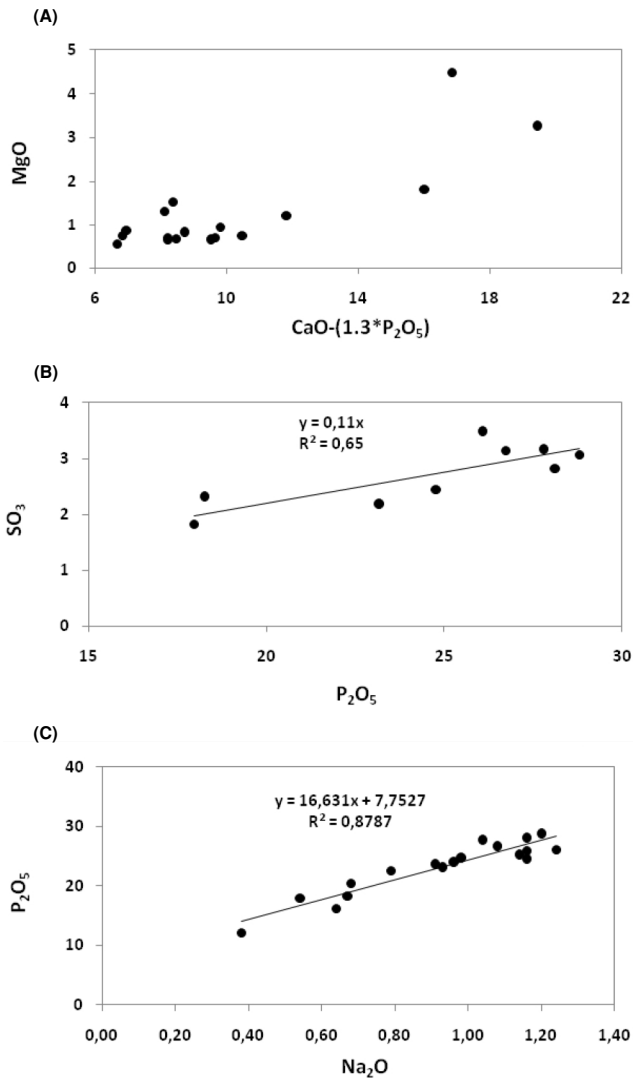 (A)
5
4
3
2
1
0
MgO
6 10 14 18 22
CaO-(1.3*P₂O₅)
(B)
4
3
2
1
0
SO₃
y = 0,11x
R² = 0,65
15 20 25 30
P₂O₅
(C)
40
30
20
10
0
P₂O₅
y = 16,631x + 7,7527
R² = 0,8787
0,00 0,20 0,40 0,60 0,80 1,00 1,20 1,40
Na₂O